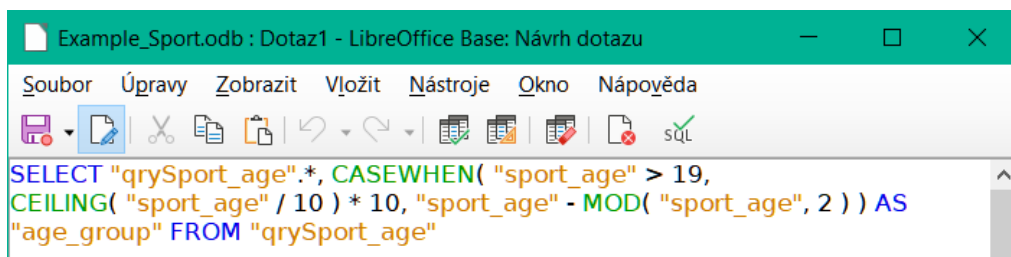 Example_Sport.odb : Dotaz1 - LibreOffice Base: Návrh dotazu
Soubor Úpravy Zobrazit Vložit Nástroje Okno Nápověda
SQL
SELECT "qrySport_age".*, CASEWHEN( "sport_age" > 19,
CEILING( "sport_age" / 10 ) * 10, "sport_age" - MOD( "sport_age", 2 ) ) AS
"age_group" FROM "qrySport_age"